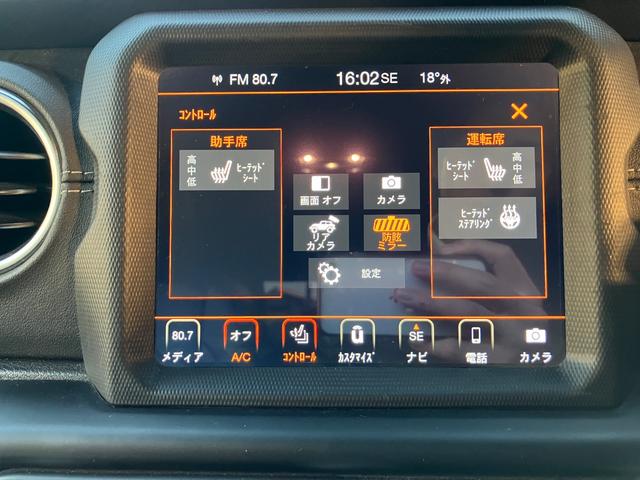 FM 80.7 16:02 SE 18°外
コントロール
助手席
高
中
低
ヒーテッド
シート
画面 オフ
カメラ
リア
カメラ
防眩
ミラー
設定
運転席
ヒーテッド
シート
高
中
低
ヒーテッド
ステアリング
80.7 オフ SE
メディア A/C コントロール カスタマイズ ナビ 電話 カメラ